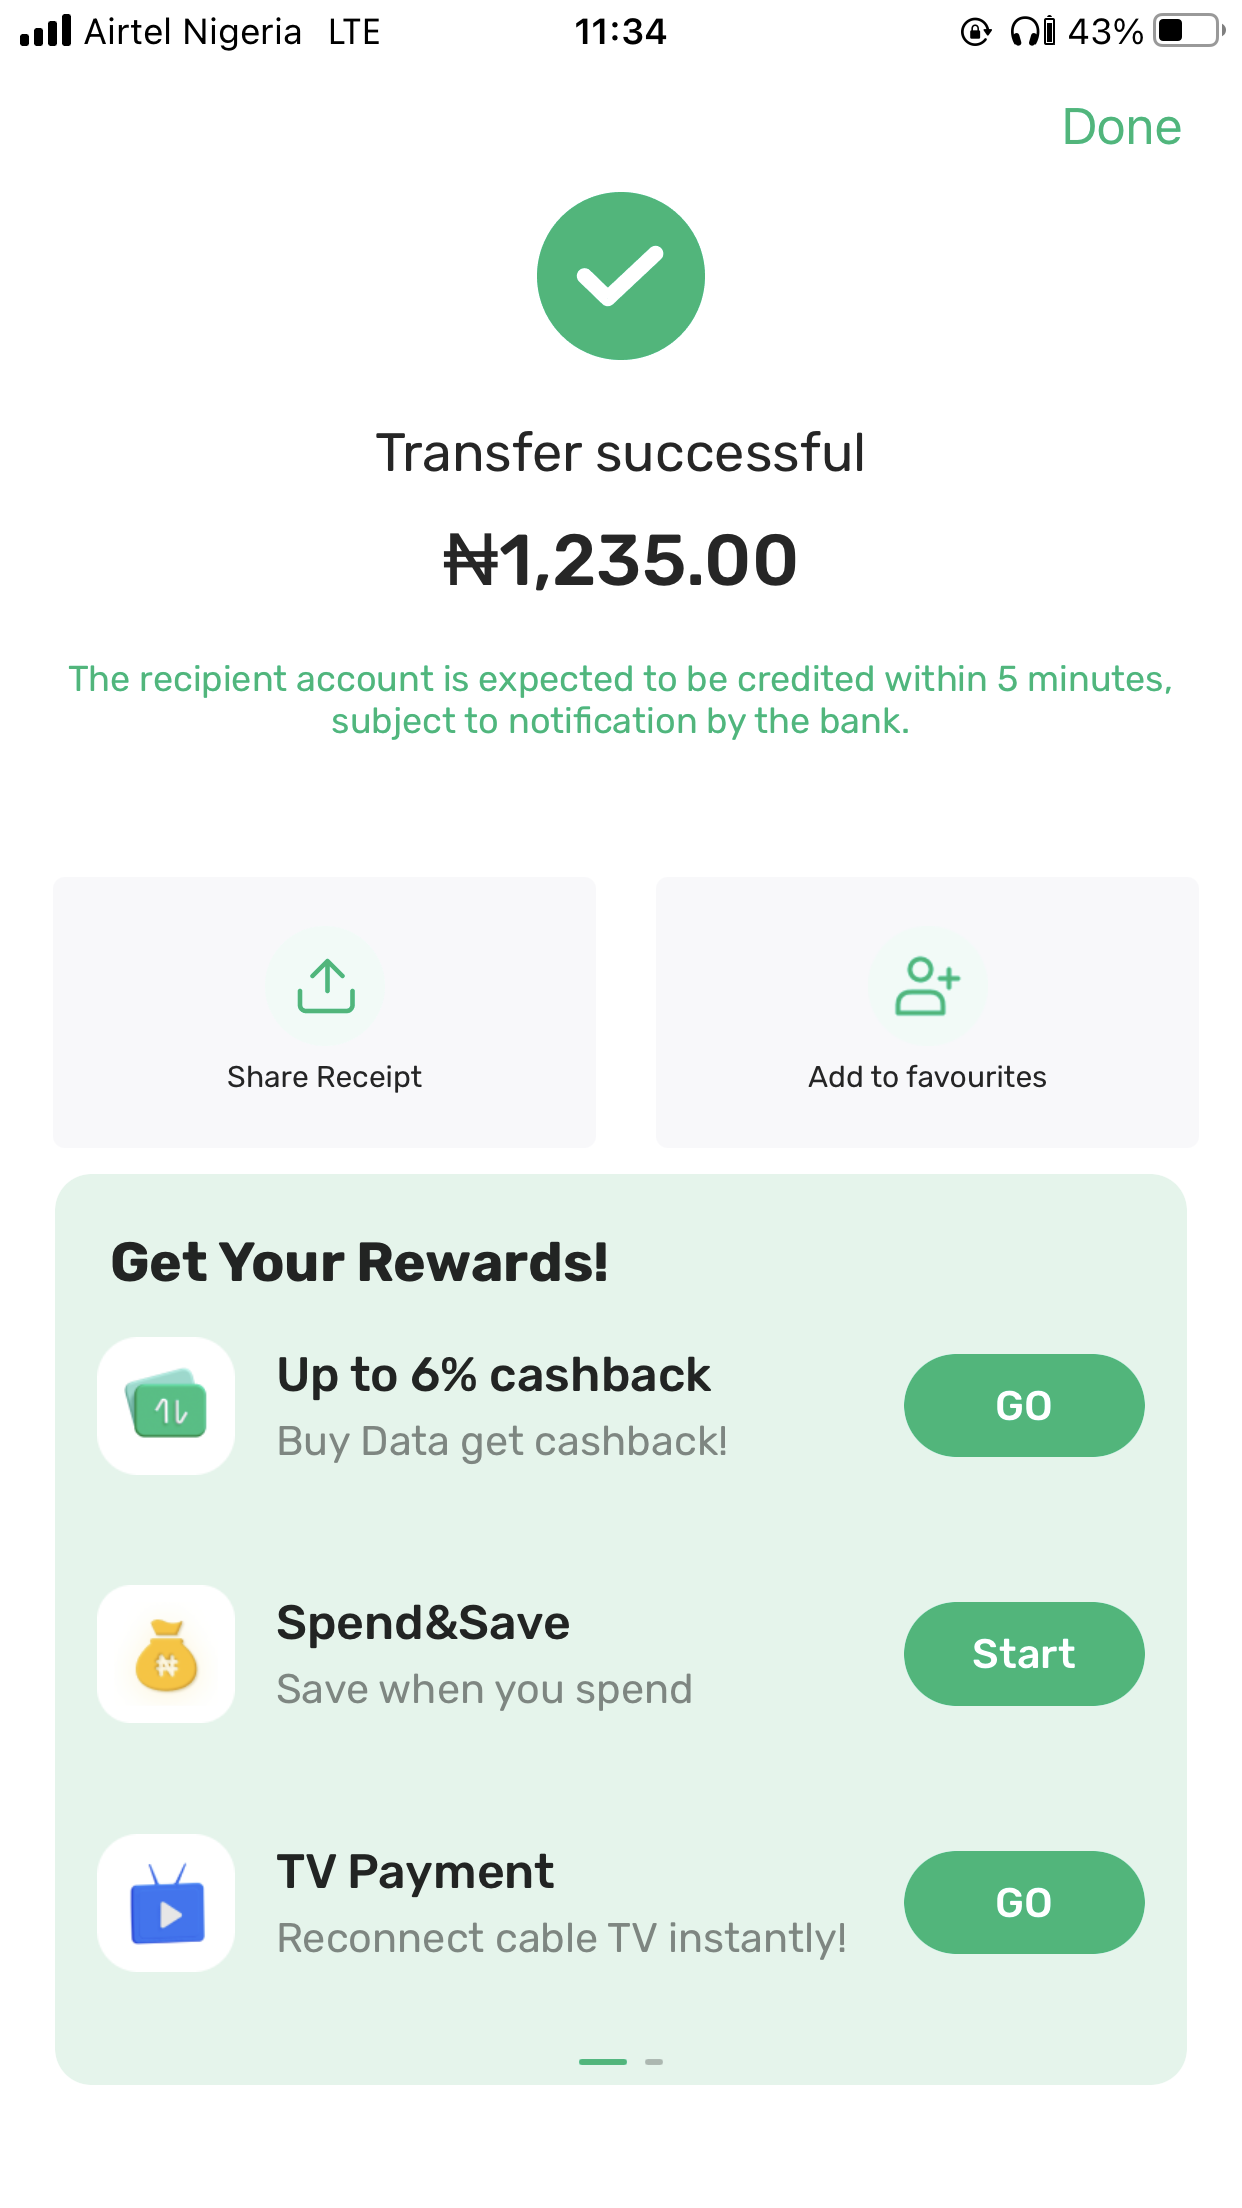 Airtel Nigeria LTE 11:34 43%
Done
Transfer successful
₦1,235.00
The recipient account is expected to be credited within 5 minutes,
subject to notification by the bank.
Share Receipt
Add to favourites
Get Your Rewards!
Up to 6% cashback
Buy Data get cashback!
GO
Spend&Save
Save when you spend
Start
₦
TV Payment
Reconnect cable TV instantly!
GO